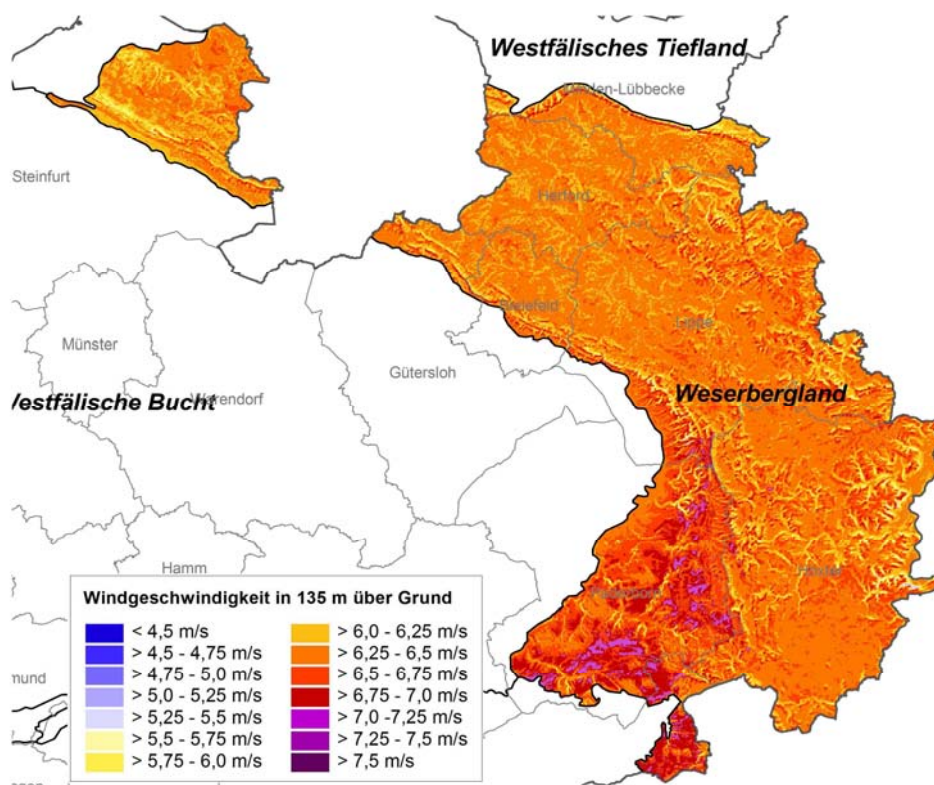 Westfälisches Tiefland
Minden-Lübbecke
Steinfurt
Herford
Bielefeld
Lippe
Münster
Gütersloh
Weserbergland
Westfälische Bucht
Warendorf
Hamm
Höxter
Paderborn
Windgeschwindigkeit in 135 m über Grund
< 4,5 m/s
> 4,5 - 4,75 m/s
> 4,75 - 5,0 m/s
> 5,0 - 5,25 m/s
> 5,25 - 5,5 m/s
> 5,5 - 5,75 m/s
> 5,75 - 6,0 m/s
> 6,0 - 6,25 m/s
> 6,25 - 6,5 m/s
> 6,5 - 6,75 m/s
> 6,75 - 7,0 m/s
> 7,0 -7,25 m/s
> 7,25 - 7,5 m/s
> 7,5 m/s
mund